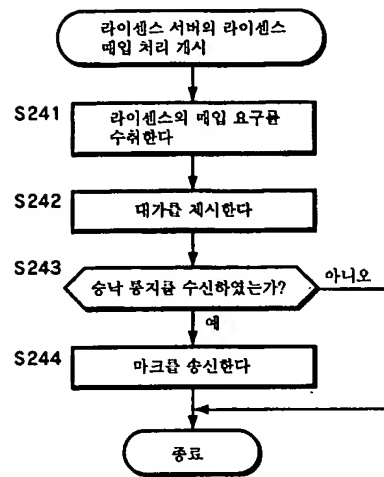 라이센스 서버의 라이센스
매입 처리 개시
S241
라이센스의 매입 요구를
수취한다
S242
대가를 제시한다
S243
승낙 통지를 수신하였는가?
아니오
예
S244
마크를 송신한다
종료